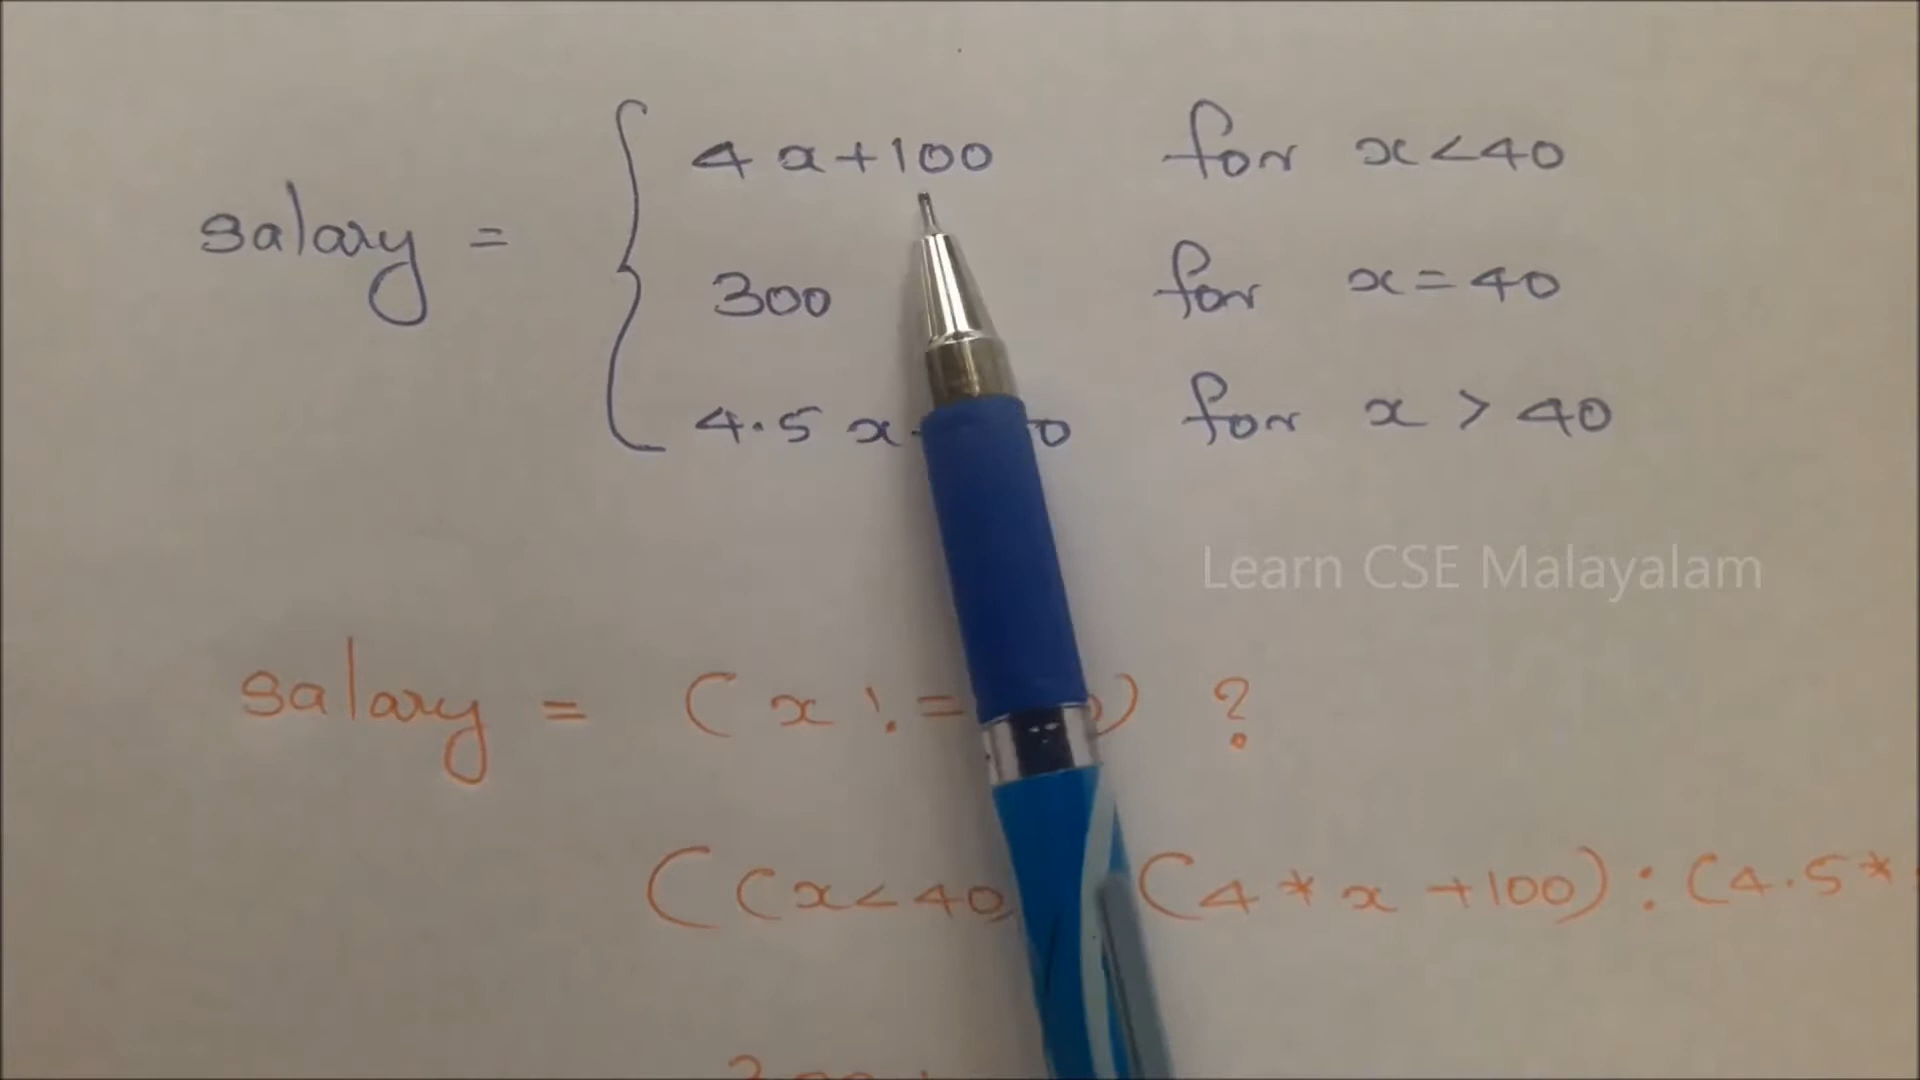 salary = { 4x+100 for x<40
300 for x=40
4.5x for x > 40
Learn CSE Malayalam
salary = (x != ) ?
((x<40 (4*x+100) : (4.5*